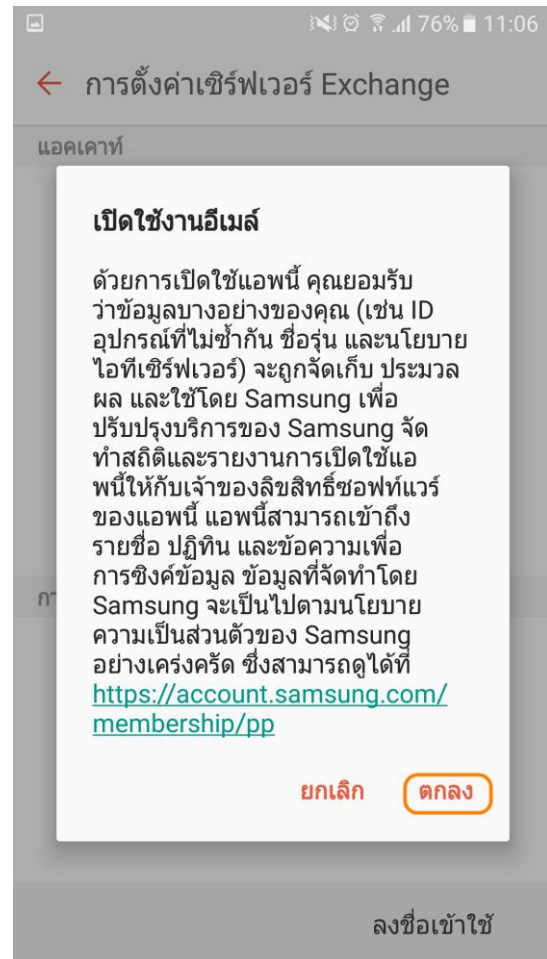 76% 11:06
การตั้งค่าเซิร์ฟเวอร์ Exchange
แอคเคาท์
เปิดใช้งานอีเมล์
ด้วยการเปิดใช้แอพนี้ คุณยอมรับ
ว่าข้อมูลบางอย่างของคุณ (เช่น ID
อุปกรณ์ที่ไม่ซ้ำกัน ชื่อรุ่น และนโยบาย
ไอทีเซิร์ฟเวอร์) จะถูกจัดเก็บ ประมวล
ผล และใช้โดย Samsung เพื่อ
ปรับปรุงบริการของ Samsung จัด
ทำสถิติและรายงานการเปิดใช้แอ
พนี้ให้กับเจ้าของลิขสิทธิ์ซอฟท์แวร์
ของแอพนี้ แอพนี้สามารถเข้าถึง
รายชื่อ ปฏิทิน และข้อความเพื่อ
การซิงค์ข้อมูล ข้อมูลที่จัดทำโดย
กา
Samsung จะเป็นไปตามนโยบาย
ความเป็นส่วนตัวของ Samsung
อย่างเคร่งครัด ซึ่งสามารถดูได้ที่
https://account.samsung.com/
membership/pp
ยกเลิก ตกลง
ลงชื่อเข้าใช้